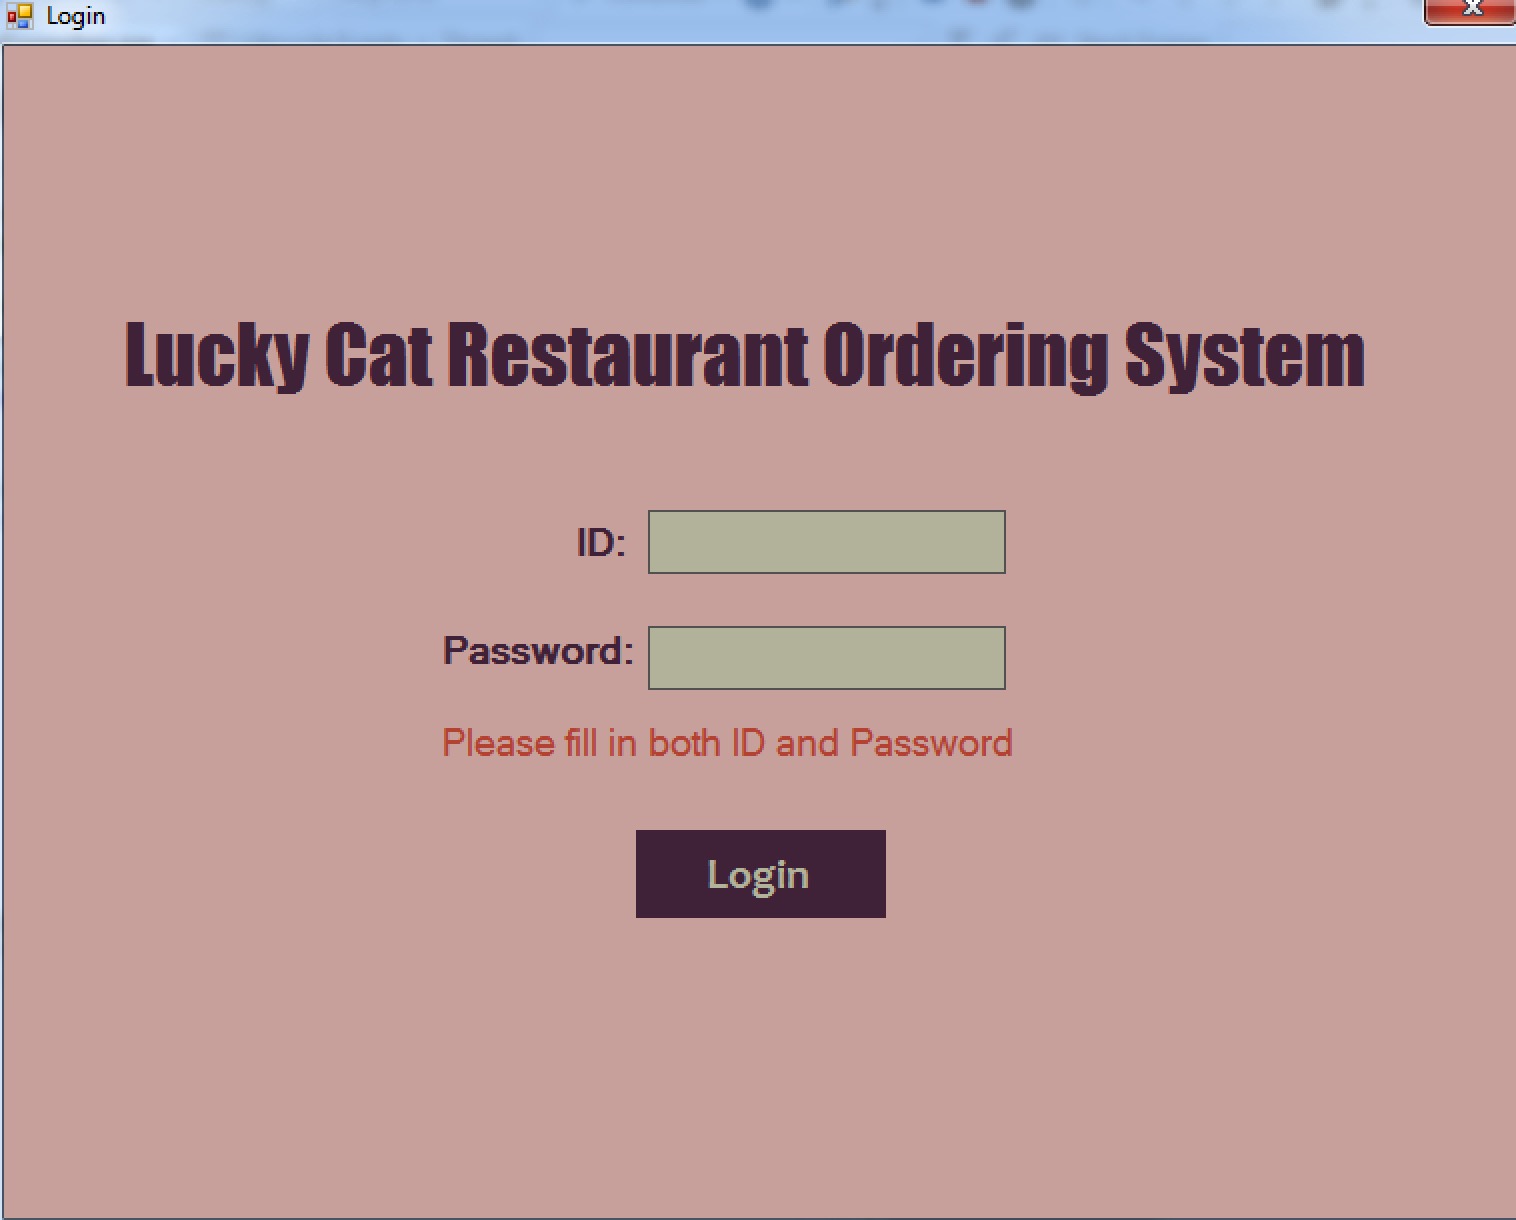 Login
Lucky Cat Restaurant Ordering System
ID:
Password:
Please fill in both ID and Password
Login